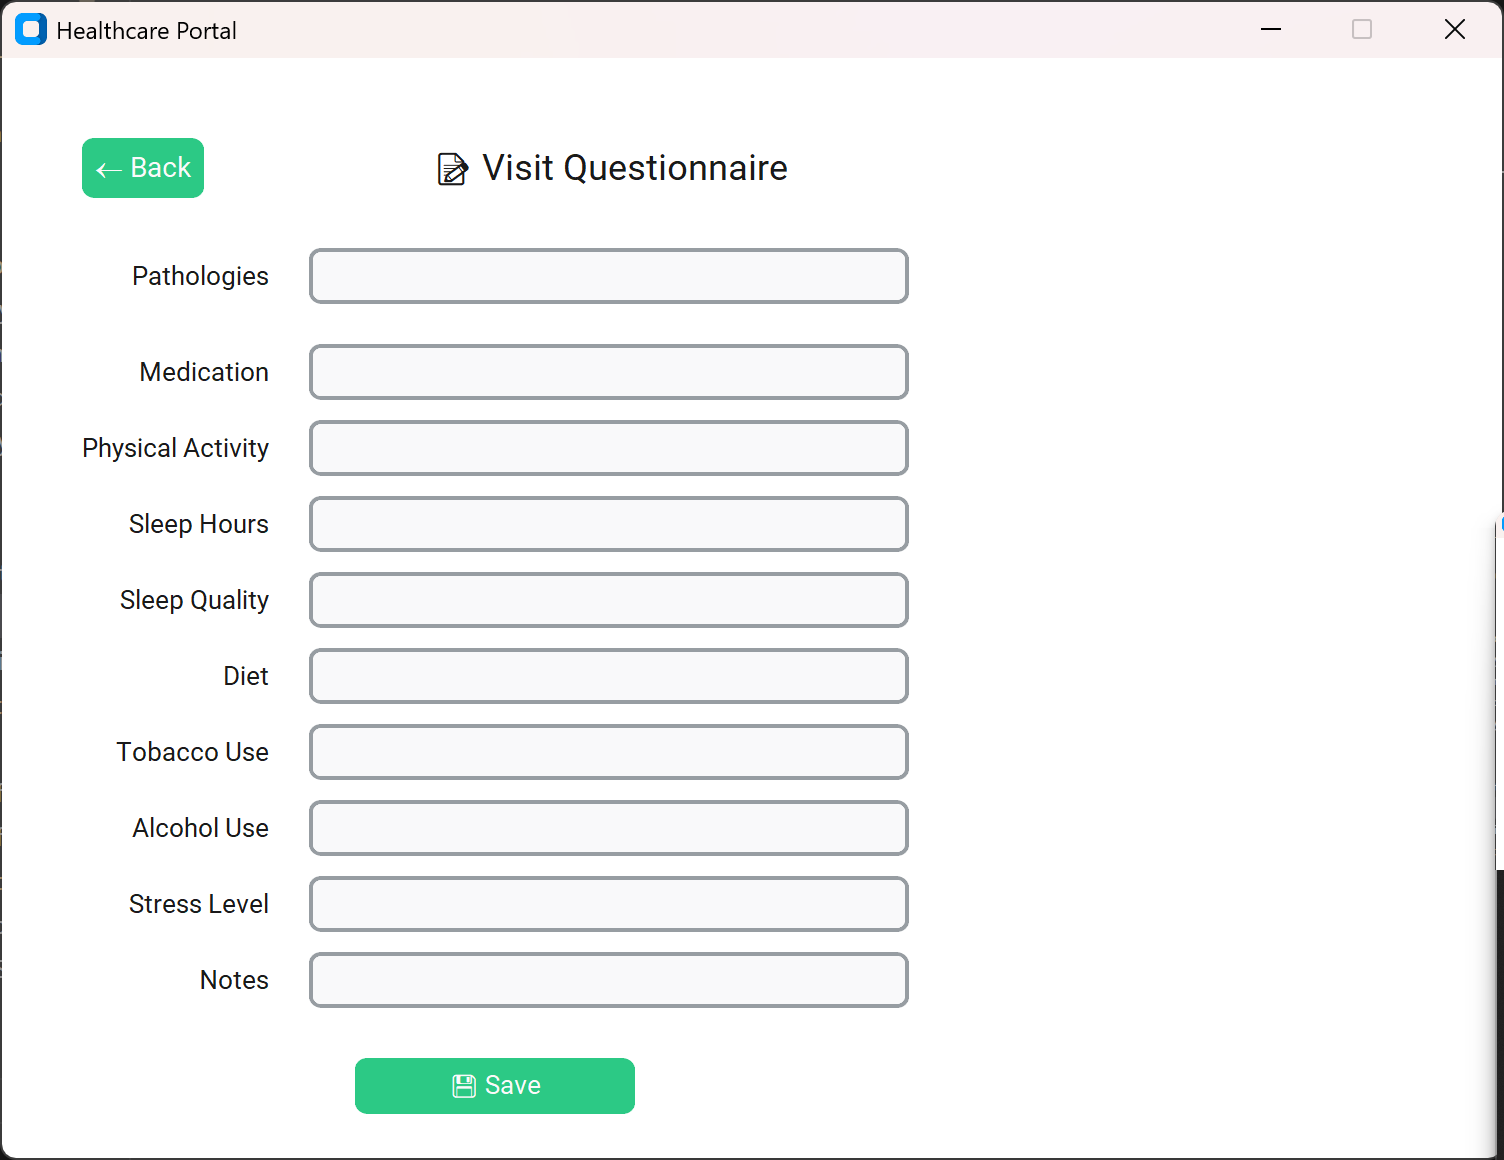 Healthcare Portal
← Back
📝 Visit Questionnaire
Pathologies
Medication
Physical Activity
Sleep Hours
Sleep Quality
Diet
Tobacco Use
Alcohol Use
Stress Level
Notes
💾 Save